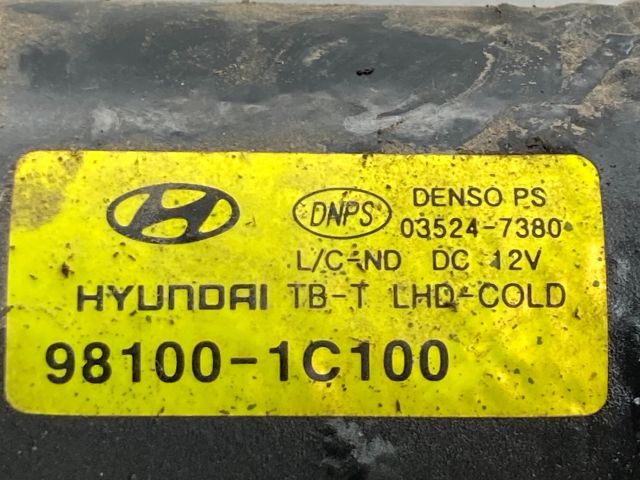 DNPS DENSO PS
03524-7380
L/C-ND DC 12V
HYUNDAI TB-T LHD-COLD
98100-1C100